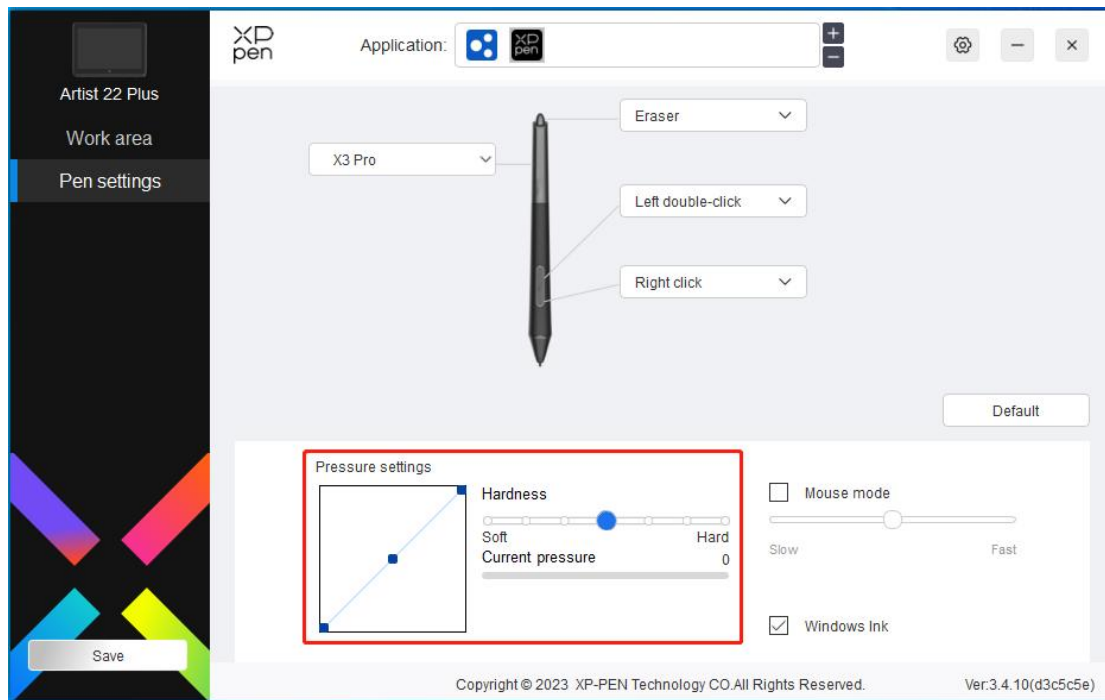 XP
pen
Application:
XP
pen
Artist 22 Plus
Work area
Pen settings
Eraser
X3 Pro
Left double-click
Right click
Default
Pressure settings
Hardness
Soft
Hard
Current pressure
0
Mouse mode
Slow
Fast
Windows Ink
Save
Copyright © 2023 XP-PEN Technology CO.All Rights Reserved.
Ver:3.4.10(d3c5c5e)